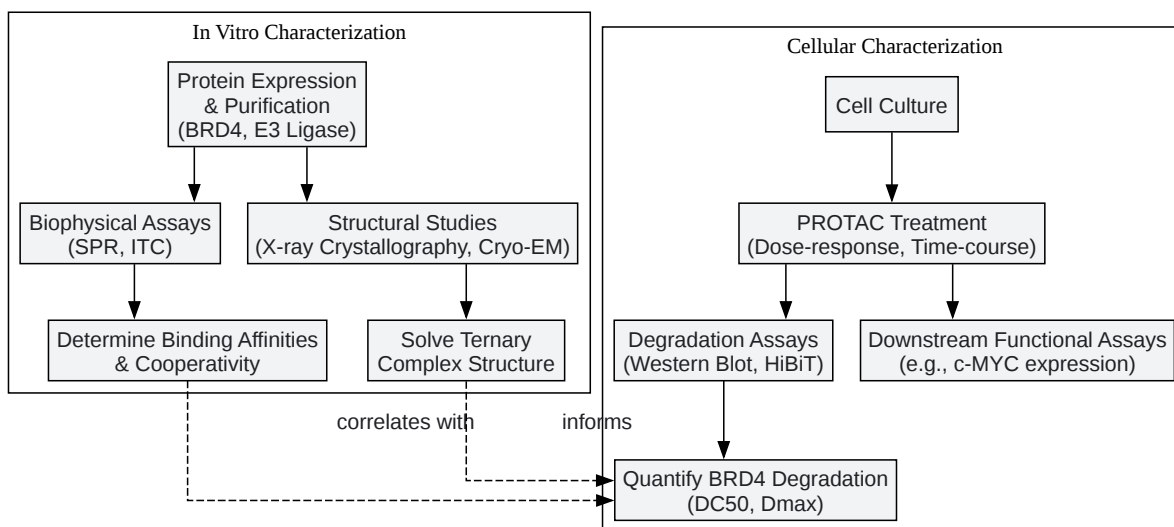 In Vitro Characterization
Protein Expression
& Purification
(BRD4, E3 Ligase)
Biophysical Assays
(SPR, ITC)
Structural Studies
(X-ray Crystallography, Cryo-EM)
Determine Binding Affinities
& Cooperativity
Solve Ternary
Complex Structure
Cellular Characterization
Cell Culture
PROTAC Treatment
(Dose-response, Time-course)
Degradation Assays
(Western Blot, HiBiT)
Downstream Functional Assays
(e.g., c-MYC expression)
correlates with
informs
Quantify BRD4 Degradation
(DC50, Dmax)